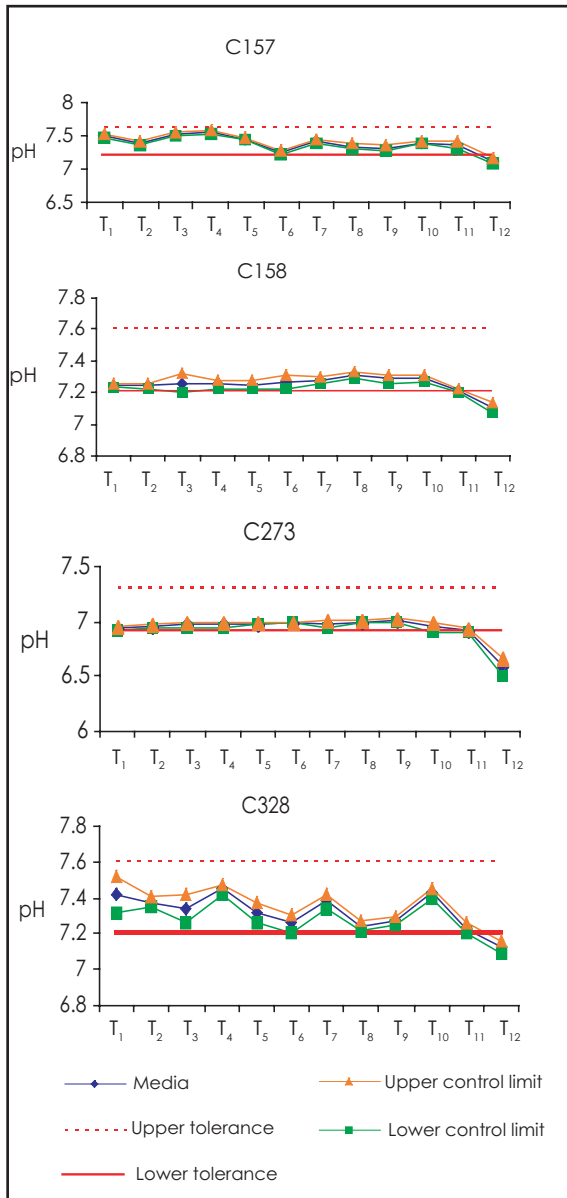 C157
8
7.5
pH
7
6.5
T1 T2 T3 T4 T5 T6 T7 T8 T9 T10 T11 T12
C158
7.8
7.6
7.4
pH
7.2
7
6.8
T1 T2 T3 T4 T5 T6 T7 T8 T9 T10 T11 T12
C273
7.5
7
pH
6.5
6
T1 T2 T3 T4 T5 T6 T7 T8 T9 T10 T11 T12
C328
7.8
7.6
7.4
pH
7.2
7
6.8
T1 T2 T3 T4 T5 T6 T7 T8 T9 T10 T11 T12
Media Upper control limit
Upper tolerance Lower control limit
Lower tolerance